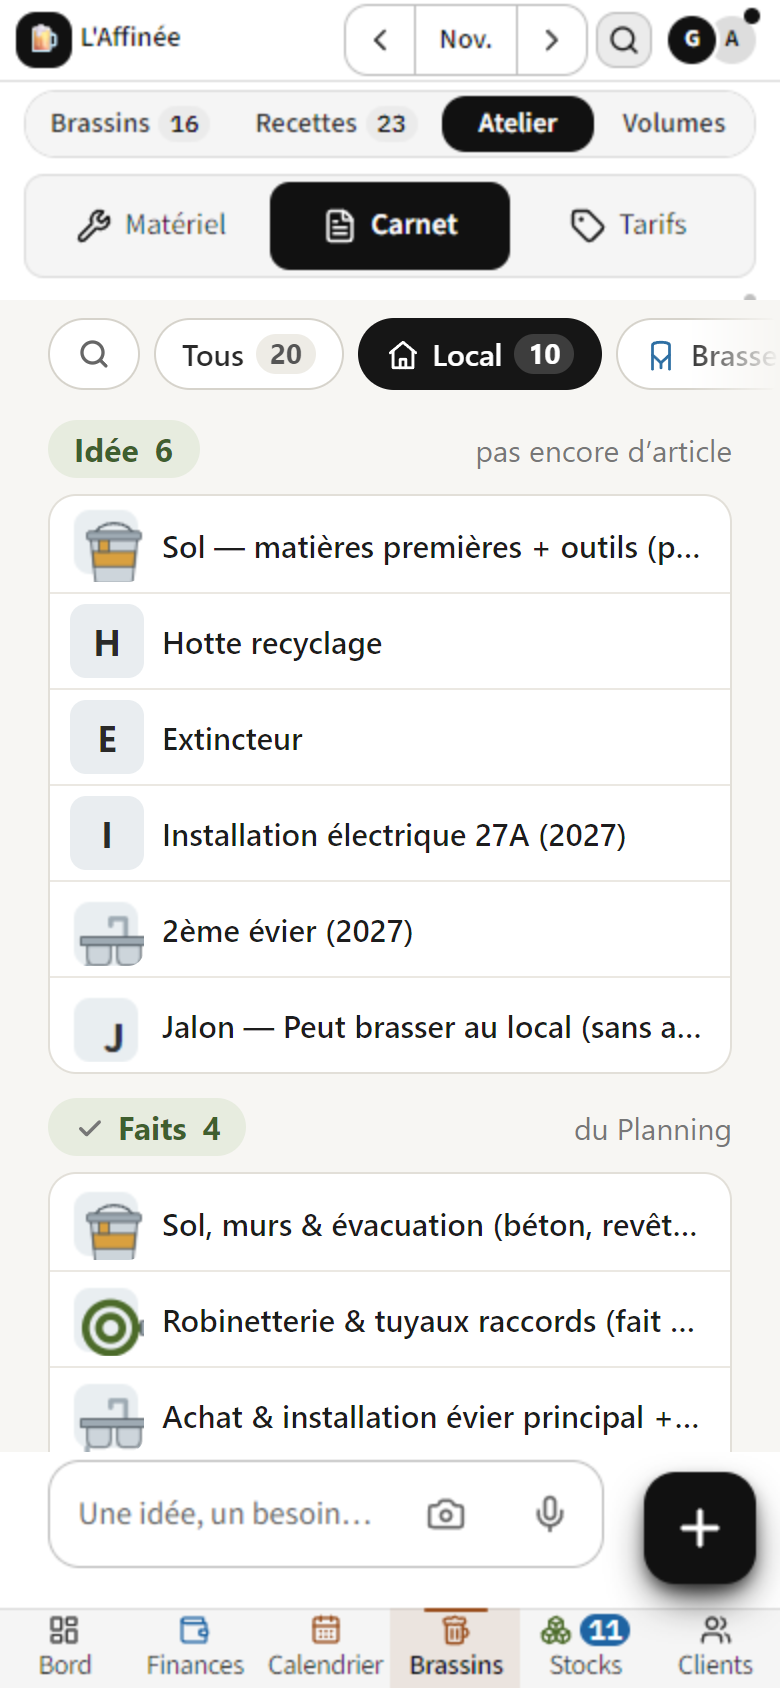 L'Affinée
Nov.
G
A
Brassins 16
Recettes 23
Atelier
Volumes
Matériel
Carnet
Tarifs
Tous 20
Local 10
Brasse
Idée 6
pas encore d’article
Sol — matières premières + outils (p...
H Hotte recyclage
E Extincteur
I Installation électrique 27A (2027)
2ème évier (2027)
J Jalon — Peut brasser au local (sans a...
Faits 4
du Planning
Sol, murs & évacuation (béton, revêt...
Robinetterie & tuyaux raccords (fait ...
Achat & installation évier principal +...
Une idée, un besoin...
Bord
Finances
Calendrier
Brassins
11
Stocks
Clients